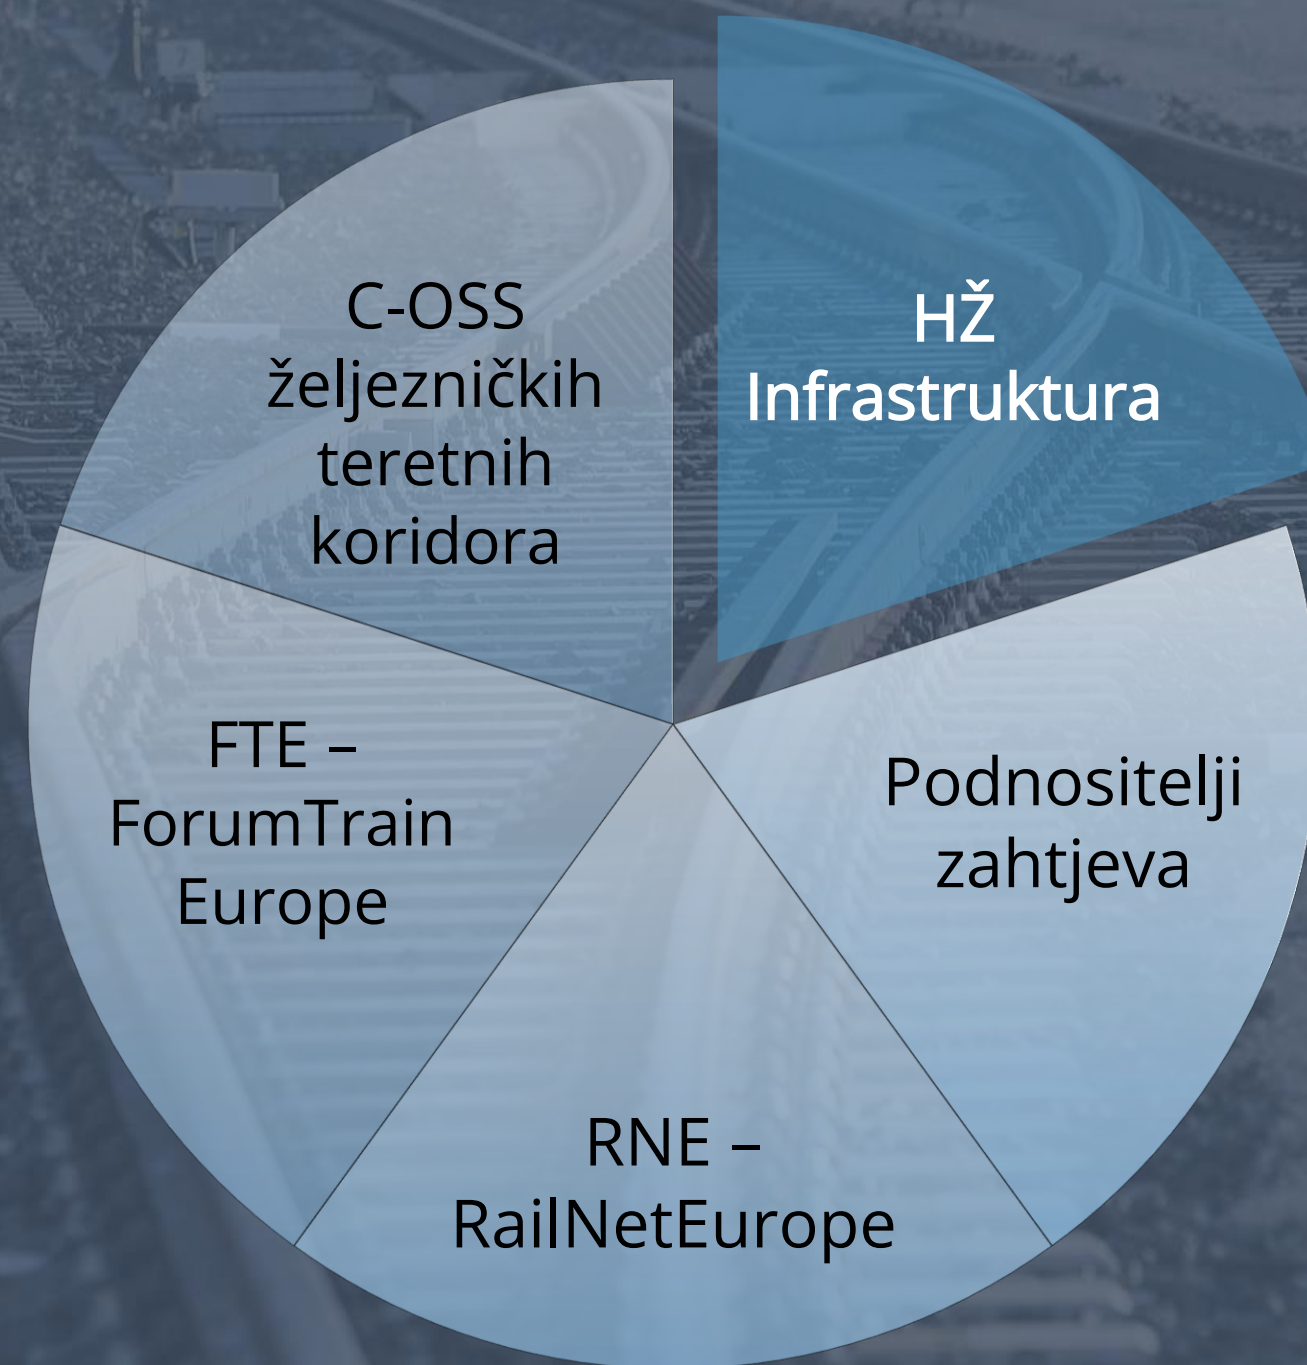 HŽ
Infrastruktura
Podnositelji
zahtjeva
RNE –
RailNetEurope
FTE –
ForumTrain
Europe
C-OSS
željezničkih
teretnih
koridora